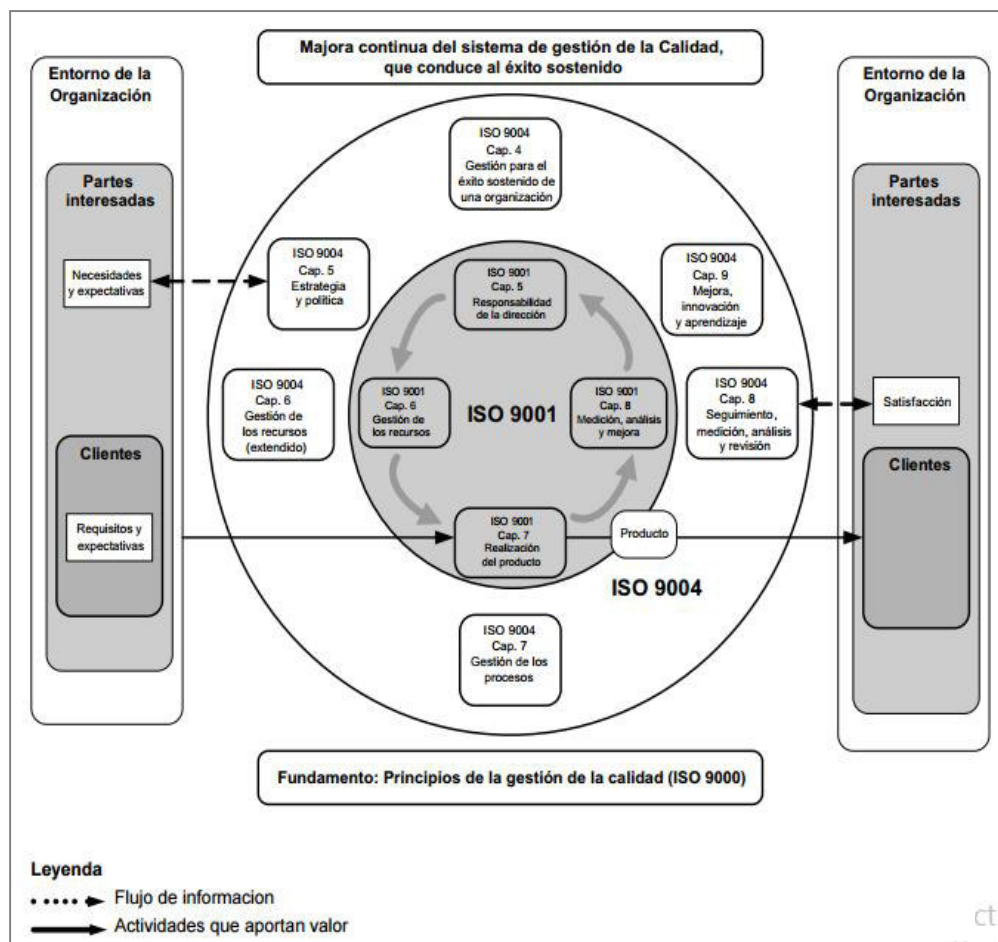 Majora continua del sistema de gestión de la Calidad,
que conduce al éxito sostenido
Entorno de la
Organización
Partes
interesadas
Necesidades
y expectativas
Clientes
Requisitos y
expectativas
ISO 9004
Cap. 4
Gestión para el
éxito sostenido de
una organización
ISO 9004
Cap. 5
Estrategia
y política
ISO 9004
Cap. 9
Mejora,
innovación
y aprendizaje
ISO 9001
Cap. 5
Responsabilidad
de la dirección
ISO 9004
Cap. 6
Gestión de
los recursos
(extendido)
ISO 9001
Cap. 6
Gestión de
los recursos
ISO 9001
ISO 9001
Cap. 8
Medición, análisis
y mejora
ISO 9004
Cap. 8
Seguimiento,
medición, análisis
y revisión
ISO 9001
Cap. 7
Realización
del producto
Producto
ISO 9004
ISO 9004
Cap. 7
Gestión de los
procesos
Entorno de la
Organización
Partes
interesadas
Satisfacción
Clientes
Fundamento: Principios de la gestión de la calidad (ISO 9000)
Leyenda
Flujo de informacion
Actividades que aportan valor
ct